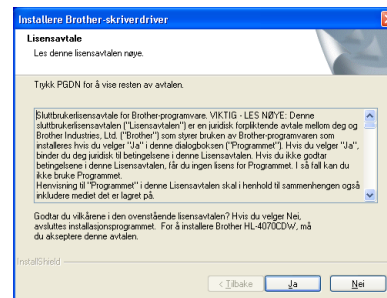 Installere Brother-skriverdriver
Lisensavtale
Les denne lisensavtalen nøye.
Trykk PGDN for å vise resten av avtalen.
Sluttbrukerlisensavtale for Brother-programvare. VIKTIG - LES NØYE: Denne
sluttbrukerlisensavtalen ("Lisensavtalen") er en juridisk forpliktende avtale mellom deg og
Brother Industries, Ltd. ("Brother") som styrer bruken av Brother-programvaren som
installeres hvis du velger "Ja" i denne dialogboksen ("Programmet"). Hvis du velger "Ja",
binder du deg juridisk til betingelsene i denne Lisensavtalen. Hvis du ikke godtar
betingelsene i denne Lisensavtalen, får du ingen lisens for Programmet. I så fall kan du
ikke bruke Programmet.
Henvisning til "Programmet" i denne Lisensavtalen skal i henhold til sammenhengen også
inkludere mediet det er lagret på.
Godtar du vilkårene i den ovenstående lisensavtalen? Hvis du velger Nei,
avsluttes installasjonsprogrammet. For å installere Brother HL-4070CDW, må
du akseptere denne avtalen.
InstallShield
< Tilbake
Ja
Nei